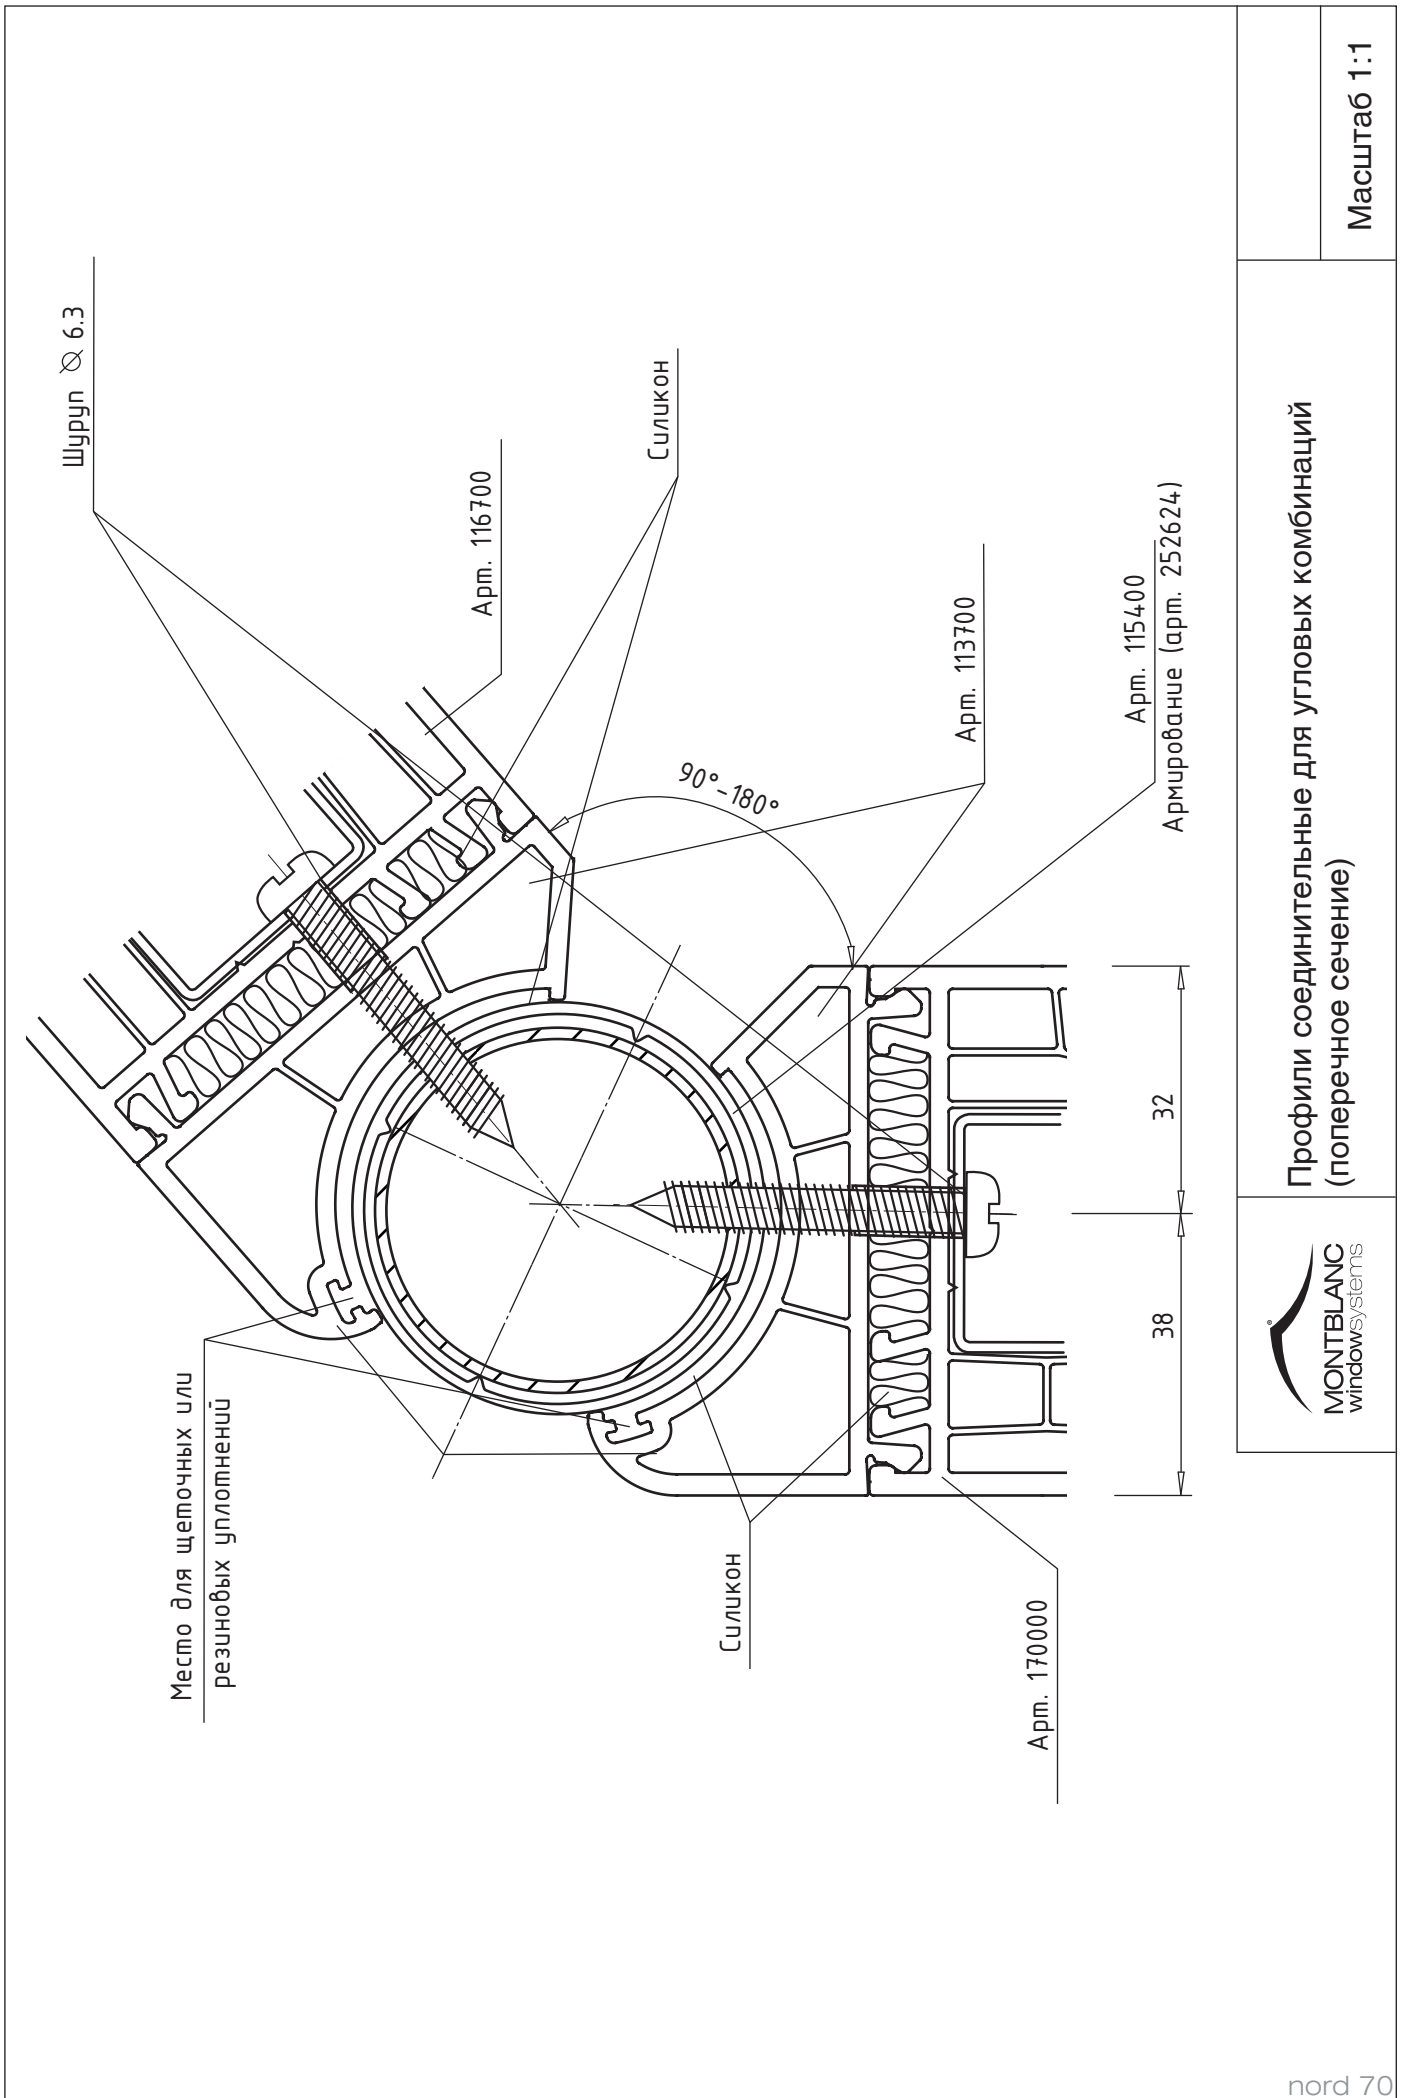 Шуруп ⌀ 6.3
Арт. 116700
Силикон
90°-180°
Арт. 113700
Арт. 115400
Армирование (арт. 252624)
Место для щеточных или
резиновых уплотнений
Силикон
Арт. 170000
38
32
MONTBLANC
windowsystems
Профили соединительные для угловых комбинаций
(поперечное сечение)
Масштаб 1:1
nord 70